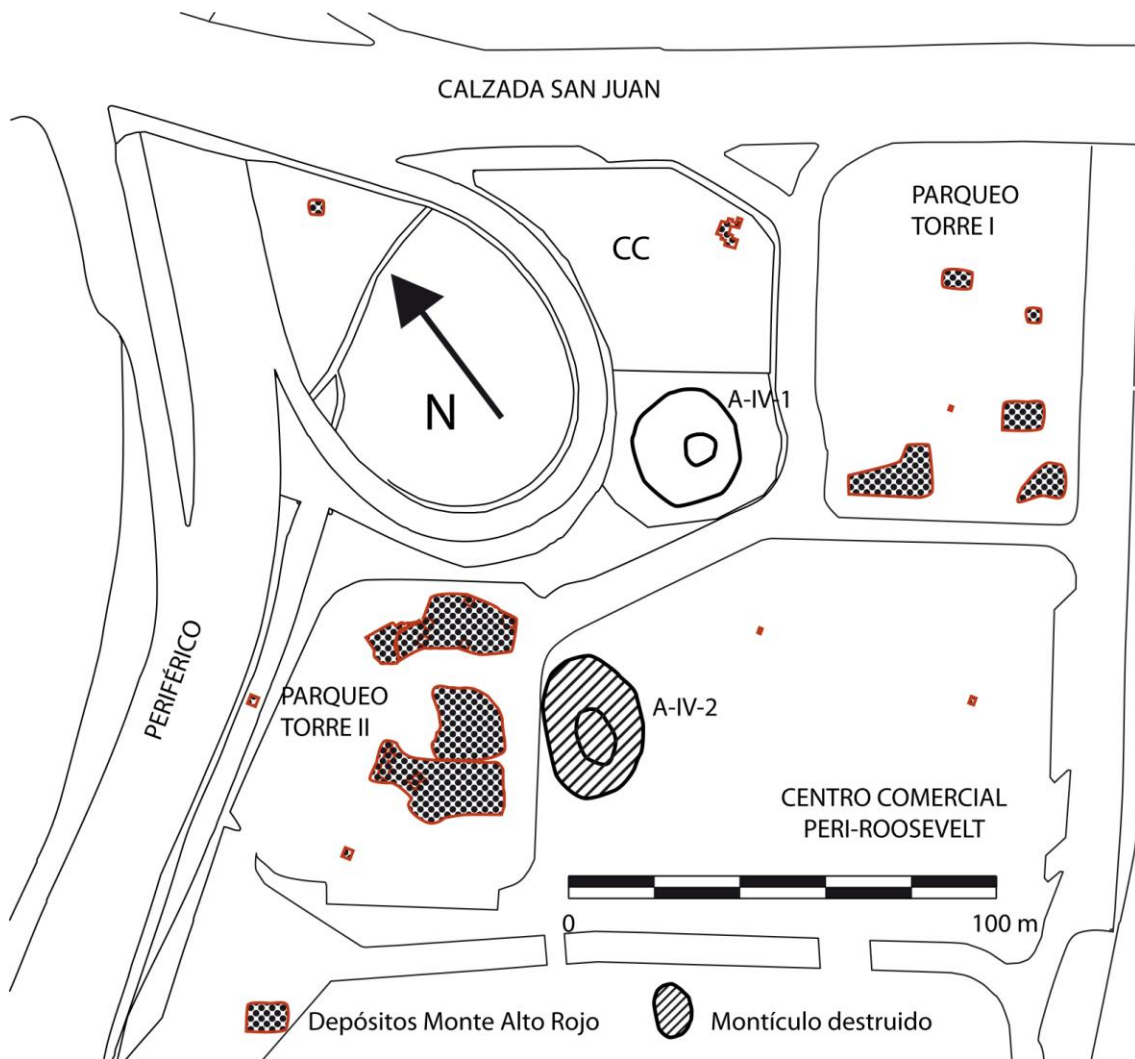 CALZADA SAN JUAN
PARQUEO
TORRE I
CC
A-IV-1
N
PERIFÉRICO
PARQUEO
TORRE II
A-IV-2
CENTRO COMERCIAL
PERI-ROOSEVELT
0
100 m
Depósitos Monte Alto Rojo
Montículo destruido